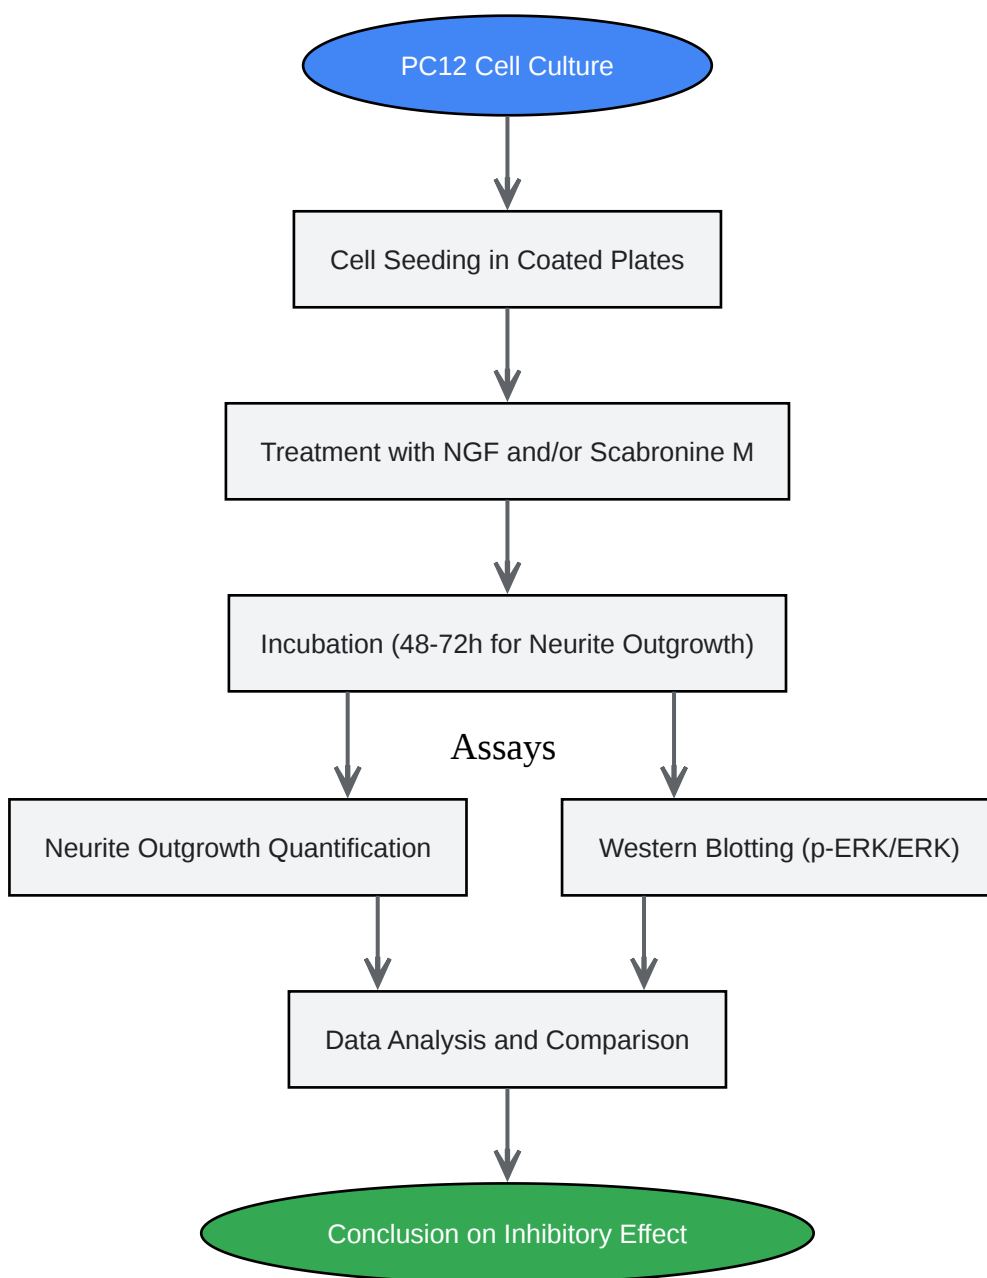 PC12 Cell Culture
Cell Seeding in Coated Plates
Treatment with NGF and/or Scabronine M
Incubation (48-72h for Neurite Outgrowth)
Assays
Neurite Outgrowth Quantification
Western Blotting (p-ERK/ERK)
Data Analysis and Comparison
Conclusion on Inhibitory Effect